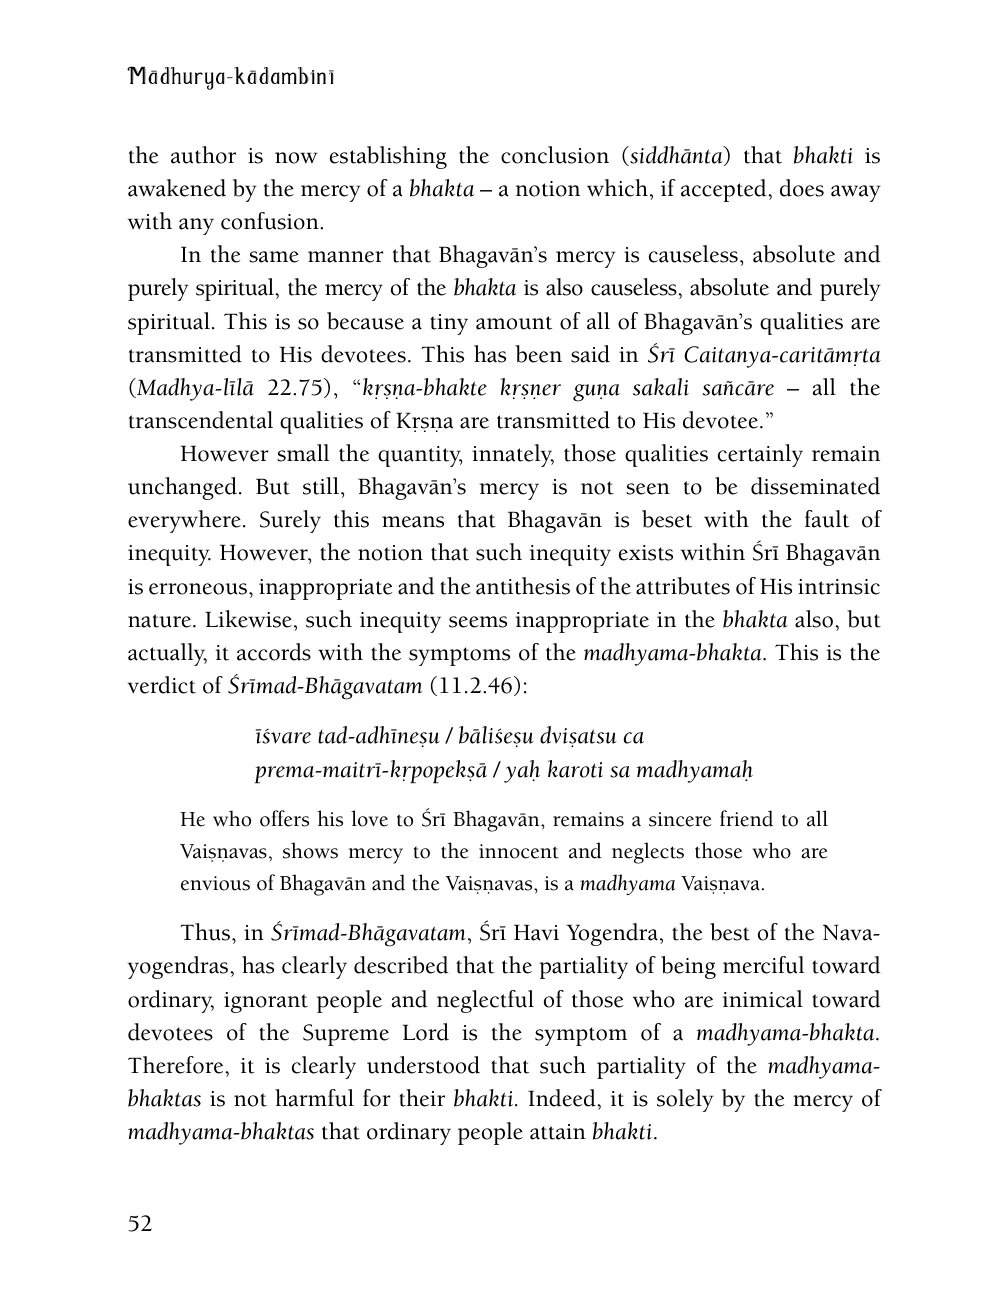 Mādhurya-kādambinī
the author is now establishing the conclusion (siddhānta) that bhakti is
awakened by the mercy of a bhakta – a notion which, if accepted, does away
with any confusion.
In the same manner that Bhagavān’s mercy is causeless, absolute and
purely spiritual, the mercy of the bhakta is also causeless, absolute and purely
spiritual. This is so because a tiny amount of all of Bhagavān’s qualities are
transmitted to His devotees. This has been said in Śrī Caitanya-caritāmṛta
(Madhya-līlā 22.75), “kṛṣṇa-bhakte kṛṣṇer guṇa sakali sañcāre – all the
transcendental qualities of Kṛṣṇa are transmitted to His devotee.”
However small the quantity, innately, those qualities certainly remain
unchanged. But still, Bhagavān’s mercy is not seen to be disseminated
everywhere. Surely this means that Bhagavān is beset with the fault of
inequity. However, the notion that such inequity exists within Śrī Bhagavān
is erroneous, inappropriate and the antithesis of the attributes of His intrinsic
nature. Likewise, such inequity seems inappropriate in the bhakta also, but
actually, it accords with the symptoms of the madhyama-bhakta. This is the
verdict of Śrīmad-Bhāgavatam (11.2.46):
īśvare tad-adhīneṣu / bāliśeṣu dviṣatsu ca
prema-maitrī-kṛpopekṣā / yaḥ karoti sa madhyamaḥ
He who offers his love to Śrī Bhagavān, remains a sincere friend to all
Vaiṣṇavas, shows mercy to the innocent and neglects those who are
envious of Bhagavān and the Vaiṣṇavas, is a madhyama Vaiṣṇava.
Thus, in Śrīmad-Bhāgavatam, Śrī Havi Yogendra, the best of the Nava-
yogendras, has clearly described that the partiality of being merciful toward
ordinary, ignorant people and neglectful of those who are inimical toward
devotees of the Supreme Lord is the symptom of a madhyama-bhakta.
Therefore, it is clearly understood that such partiality of the madhyama-
bhaktas is not harmful for their bhakti. Indeed, it is solely by the mercy of
madhyama-bhaktas that ordinary people attain bhakti.
52